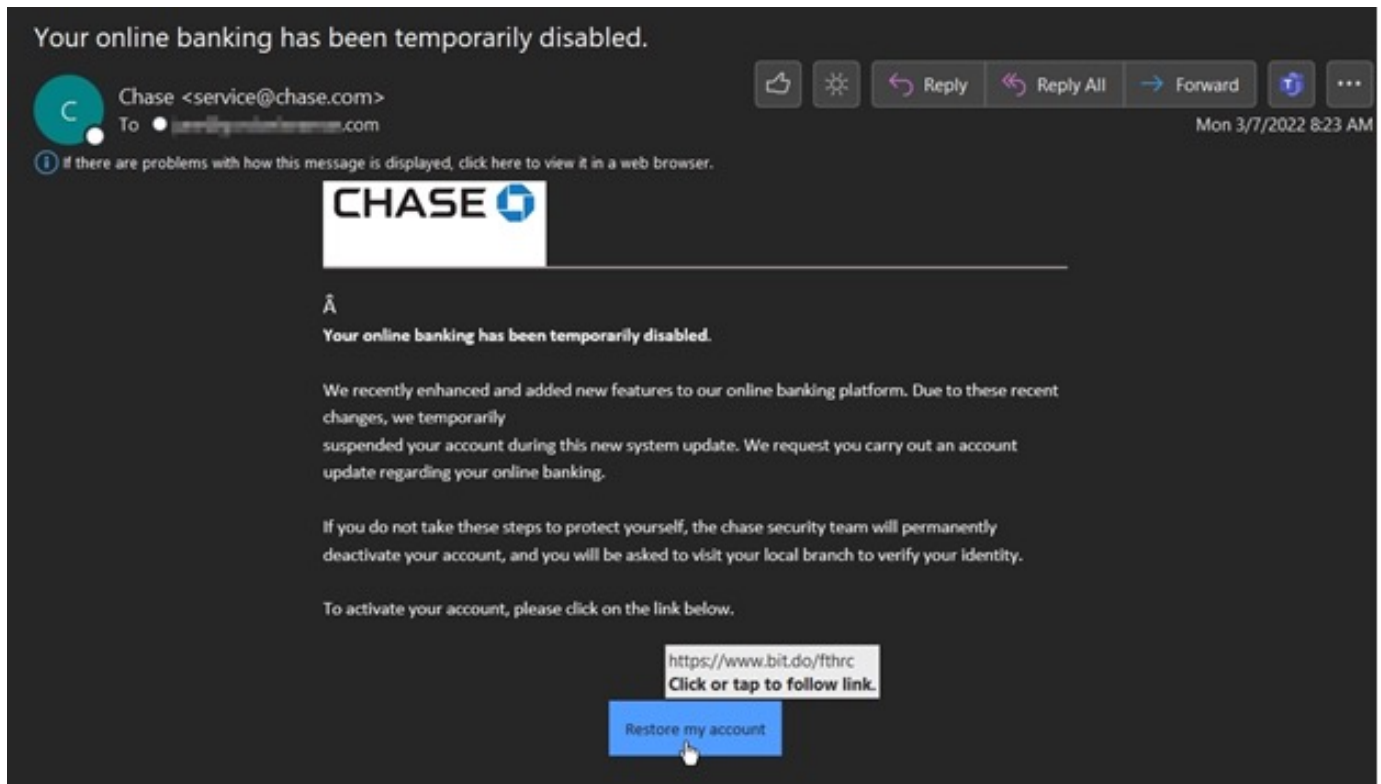 Your online banking has been temporarily disabled.
C
Chase <service@chase.com>
To
.com
Reply
Reply All
Forward
Mon 3/7/2022 8:23 AM
If there are problems with how this message is displayed, click here to view it in a web browser.
CHASE
Â
Your online banking has been temporarily disabled.
We recently enhanced and added new features to our online banking platform. Due to these recent
changes, we temporarily
suspended your account during this new system update. We request you carry out an account
update regarding your online banking.
If you do not take these steps to protect yourself, the chase security team will permanently
deactivate your account, and you will be asked to visit your local branch to verify your identity.
To activate your account, please click on the link below.
https://www.bit.do/fthrc
Click or tap to follow link.
Restore my account